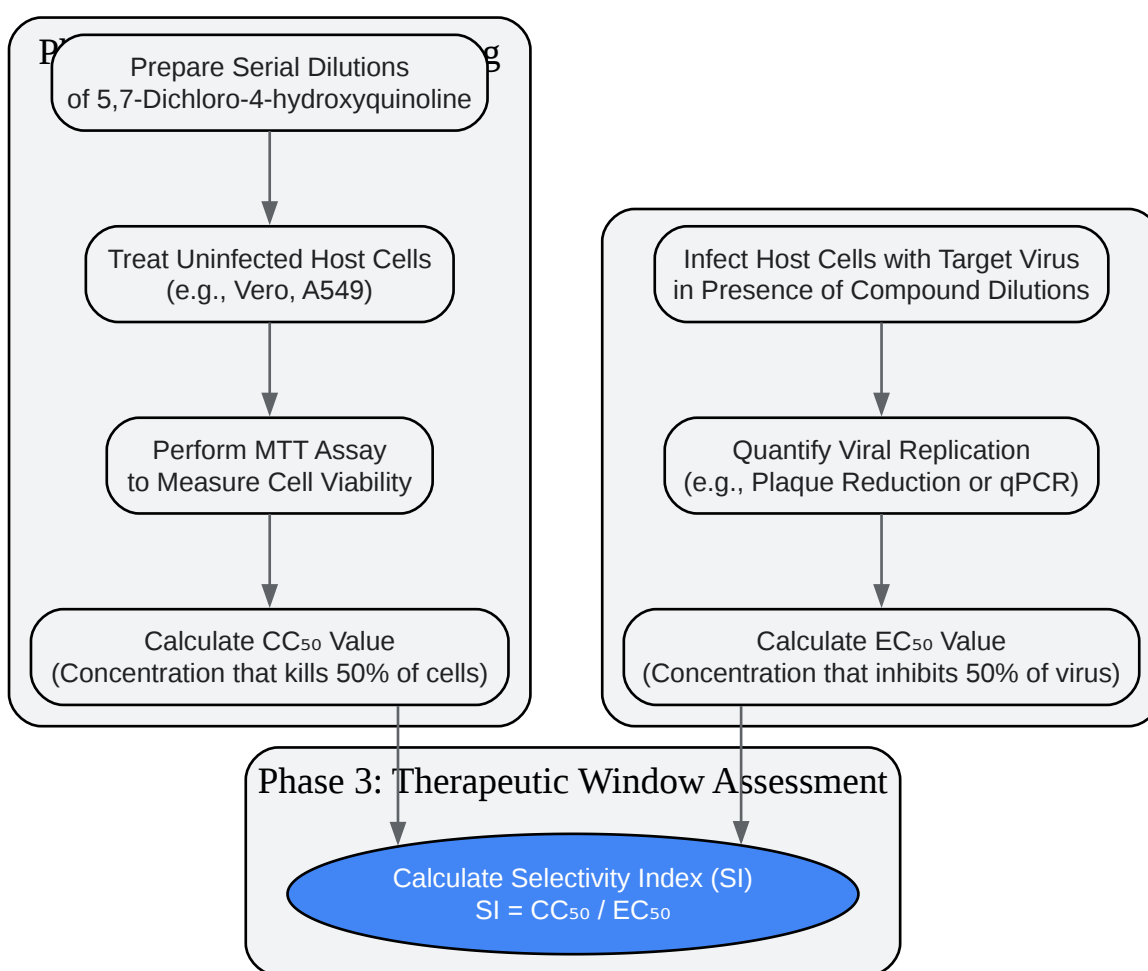 Prepare Serial Dilutions
of 5,7-Dichloro-4-hydroxyquinoline
Treat Uninfected Host Cells
(e.g., Vero, A549)
Perform MTT Assay
to Measure Cell Viability
Calculate CC₅₀ Value
(Concentration that kills 50% of cells)
Infect Host Cells with Target Virus
in Presence of Compound Dilutions
Quantify Viral Replication
(e.g., Plaque Reduction or qPCR)
Calculate EC₅₀ Value
(Concentration that inhibits 50% of virus)
Phase 3: Therapeutic Window Assessment
Calculate Selectivity Index (SI)
SI = CC₅₀ / EC₅₀